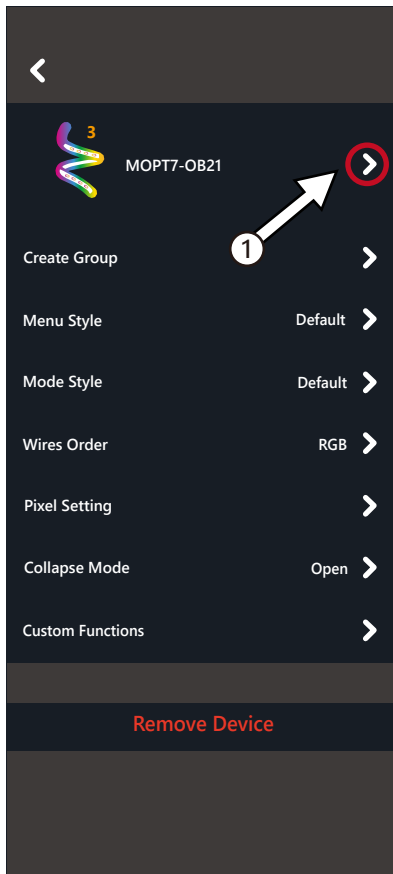 3
MOPT7-OB21
1
Create Group
Menu Style Default
Mode Style Default
Wires Order RGB
Pixel Setting
Collapse Mode Open
Custom Functions
Remove Device